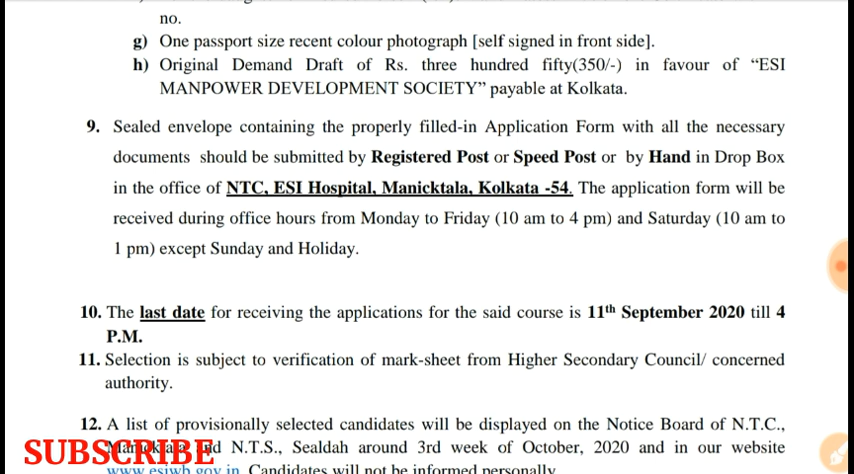 no.
g) One passport size recent colour photograph [self signed in front side].
h) Original Demand Draft of Rs. three hundred fifty(350/-) in favour of “ESI
MANPOWER DEVELOPMENT SOCIETY” payable at Kolkata.
9. Sealed envelope containing the properly filled-in Application Form with all the necessary
documents should be submitted by Registered Post or Speed Post or by Hand in Drop Box
in the office of NTC, ESI Hospital, Manicktala, Kolkata -54. The application form will be
received during office hours from Monday to Friday (10 am to 4 pm) and Saturday (10 am to
1 pm) except Sunday and Holiday.
10. The last date for receiving the applications for the said course is 11th September 2020 till 4
P.M.
11. Selection is subject to verification of mark-sheet from Higher Secondary Council/ concerned
authority.
12. A list of provisionally selected candidates will be displayed on the Notice Board of N.T.C.,
N.T.S., Sealdah around 3rd week of October, 2020 and in our website
SUBSCRIBE
www.esiwb.gov.in. Candidates will not be informed personally